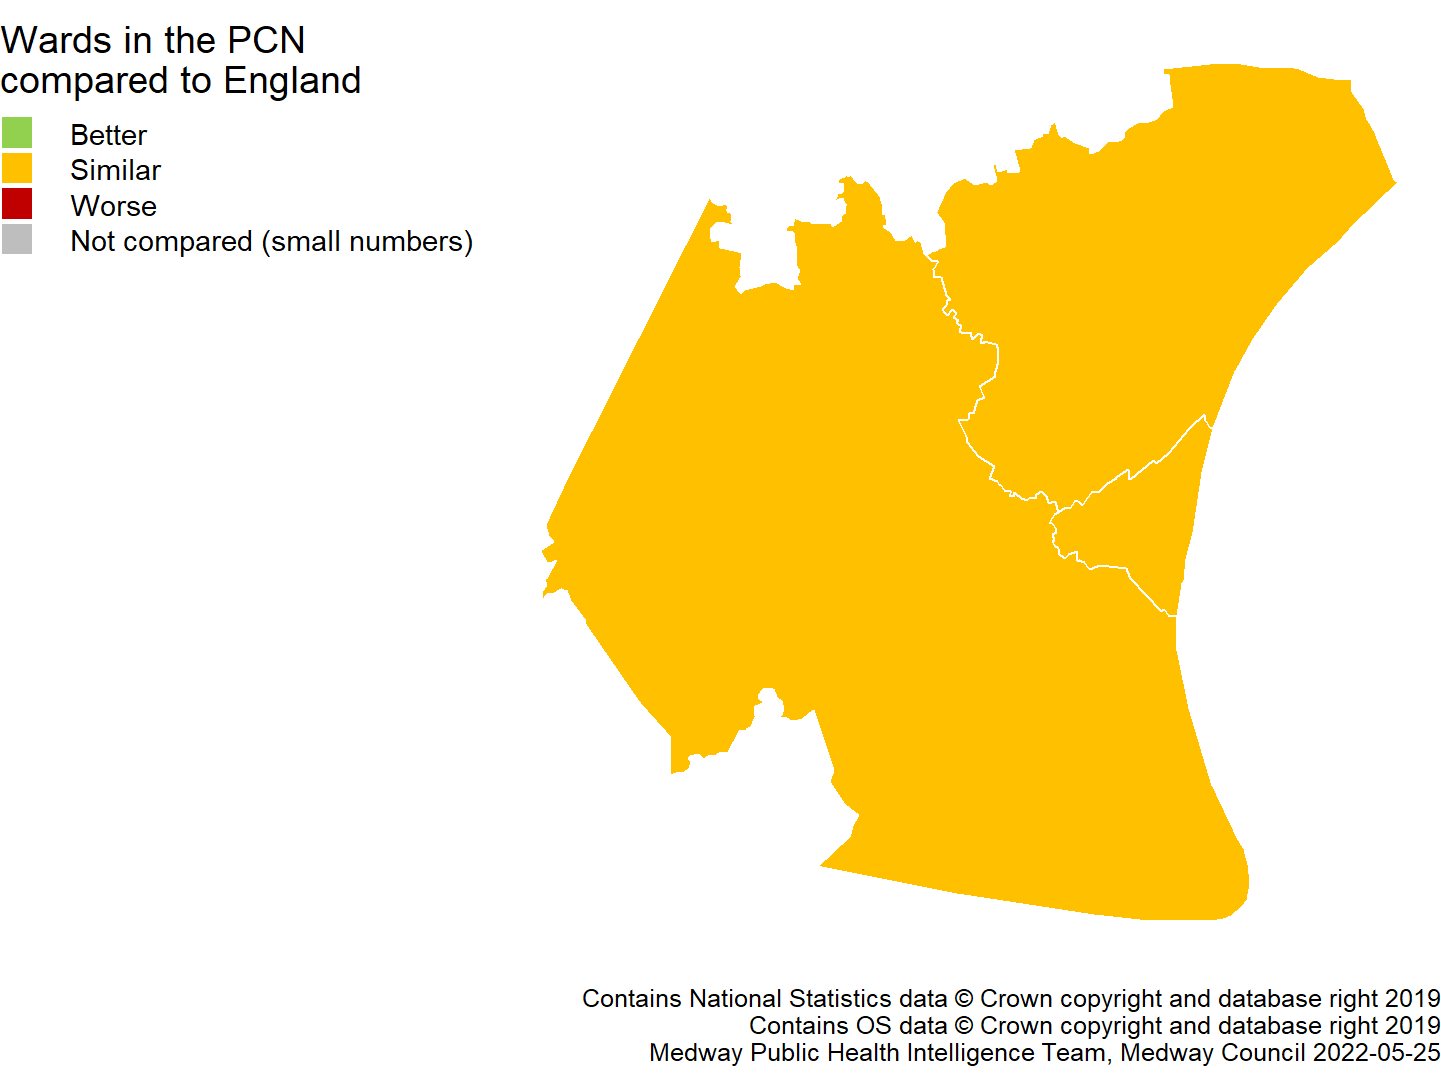 Wards in the PCN
compared to England
Better
Similar
Worse
Not compared (small numbers)
Contains National Statistics data © Crown copyright and database right 2019
Contains OS data © Crown copyright and database right 2019
Medway Public Health Intelligence Team, Medway Council 2022-05-25